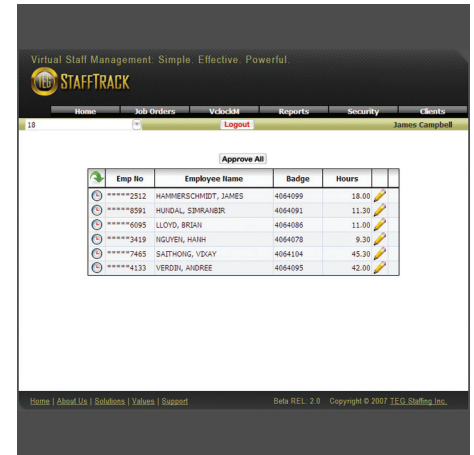 Virtual Staff Management. Simple. Effective. Powerful.
TEG STAFFTRACK
Home Job Orders VclockM Reports Security Clients
18 Logout James Campbell
Approve All
Emp No Employee Name Badge Hours
*****2512 HAMMERSCHMIDT, JAMES 4064099 18.00
*****8591 HUNDAL, SIMRANBIR 4064091 11.30
*****6095 LLOYD, BRIAN 4064086 11.00
*****3419 NGUYEN, HANH 4064078 9.30
*****7465 SAITHONG, VIXAY 4064104 45.30
*****4133 VERDIN, ANDREE 4064095 42.00
Home | About Us | Solutions | Values | Support Beta REL: 2.0 Copyright © 2007 TEG Staffing Inc.